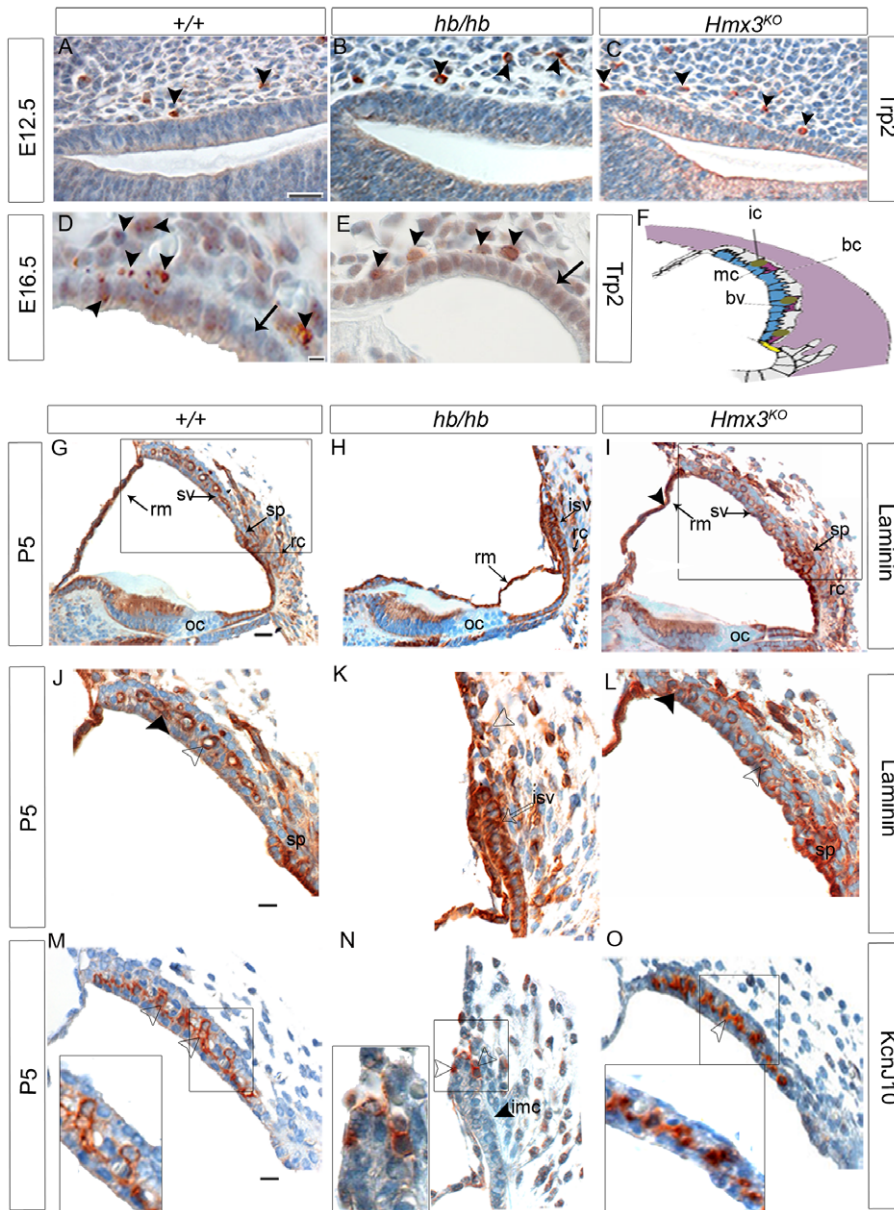 +/+ hb/hb Hmx3KO
E12.5 A B C Trp2
E16.5 D E Trp2 F ic bc mc bv
+/+ hb/hb Hmx3KO
P5 G rm sv sp rc oc H isv rc rm oc I rm sv sp rc oc Laminin
P5 J sp K isv L sp Laminin
P5 M N imc O KcnJ10